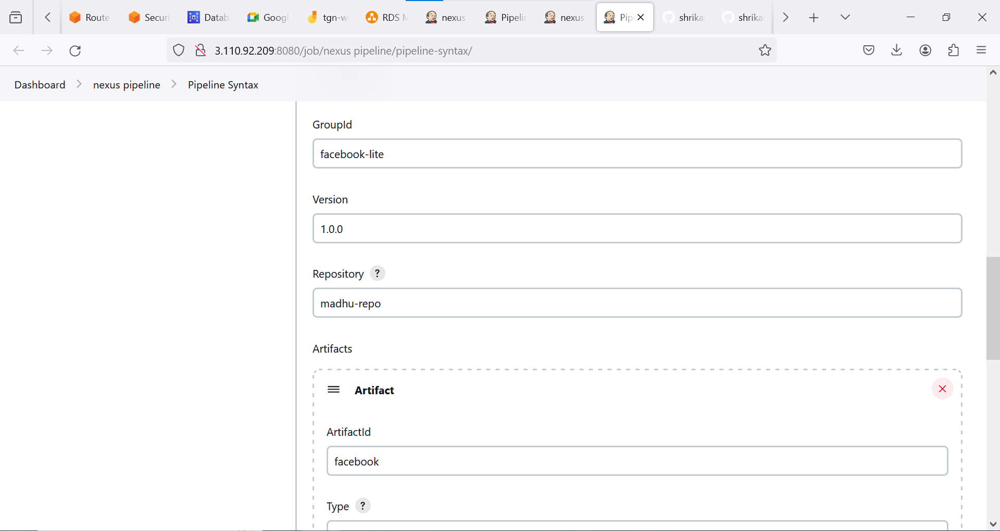 Route
Securi
Datab
Googl
tgn-w
RDS M
nexus
Pipelin
nexus
Pip
shrika
shrika
3.110.92.209:8080/job/nexus pipeline/pipeline-syntax/
Dashboard > nexus pipeline > Pipeline Syntax
GroupId
facebook-lite
Version
1.0.0
Repository ?
madhu-repo
Artifacts
Artifact
ArtifactId
facebook
Type ?